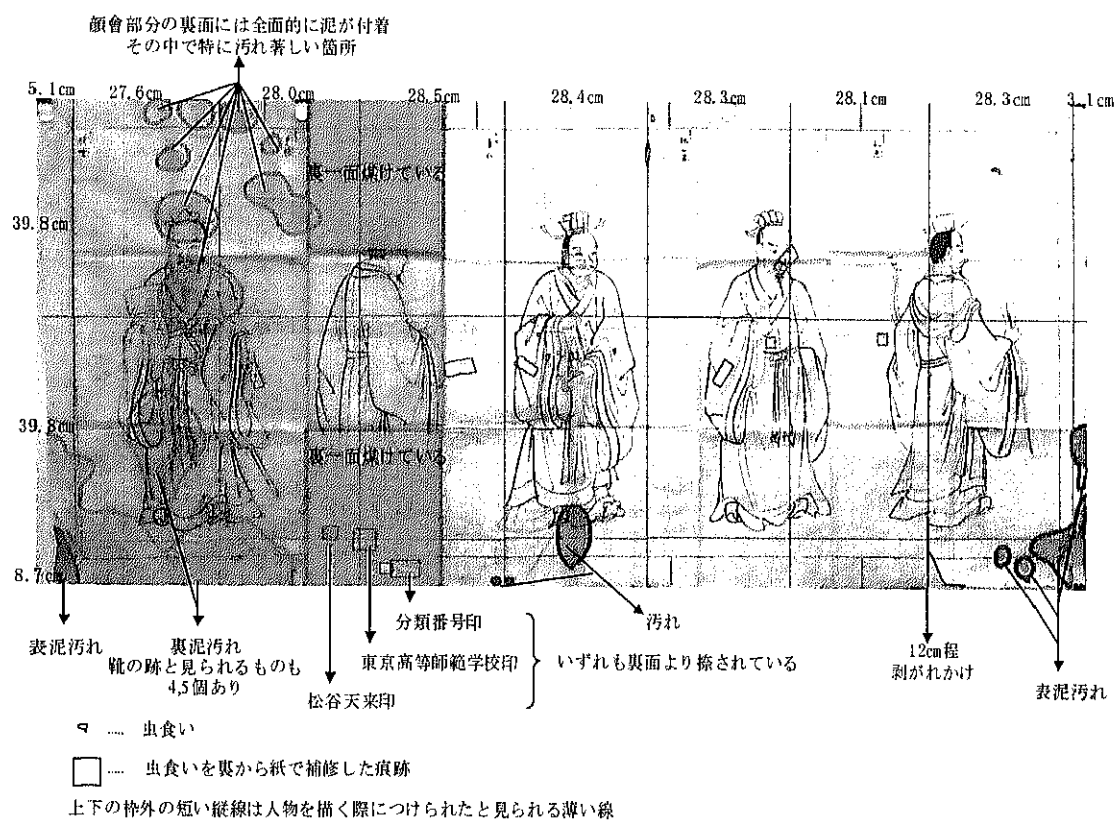 顔會部分の裏面には全面的に泥が付着
その中で特に汚れ著しい箇所
5.1cm
27.6cm
28.0cm
28.5cm
28.4cm
28.3cm
28.1cm
28.3cm
3.1cm
裏一面煤けている
39.8cm
39.8cm
裏一面煤けている
8.7cm
表泥汚れ
裏泥汚れ
靴の跡と見られるものも
4,5個あり
分類番号印
東京高等師範学校印
松谷天来印
いずれも裏面より捺されている
汚れ
12cm程
剥がれかけ
表泥汚れ
..... 虫食い
..... 虫食いを裏から紙で補修した痕跡
上下の枠外の短い縦線は人物を描く際につけられたと見られる薄い線